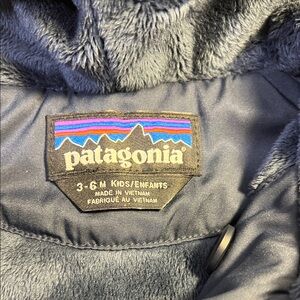 patagonia®
3-6 M KIDS/ENFANTS
MADE IN VIETNAM
FABRIQUÉ AU VIETNAM